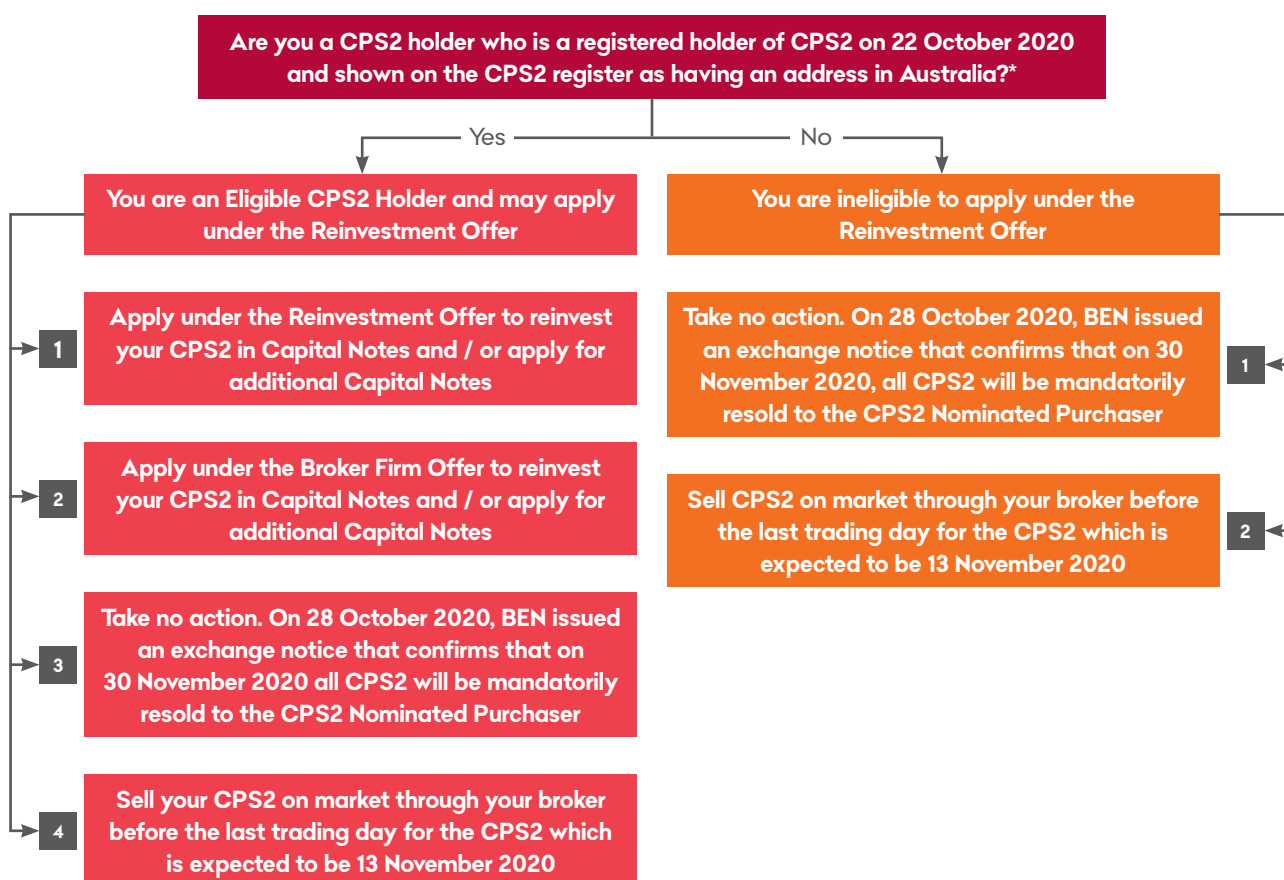 Are you a CPS2 holder who is a registered holder of CPS2 on 22 October 2020
and shown on the CPS2 register as having an address in Australia?*
Yes
No
You are an Eligible CPS2 Holder and may apply
under the Reinvestment Offer
1
Apply under the Reinvestment Offer to reinvest
your CPS2 in Capital Notes and / or apply for
additional Capital Notes
2
Apply under the Broker Firm Offer to reinvest
your CPS2 in Capital Notes and / or apply for
additional Capital Notes
3
Take no action. On 28 October 2020, BEN issued
an exchange notice that confirms that on
30 November 2020 all CPS2 will be mandatorily
resold to the CPS2 Nominated Purchaser
4
Sell your CPS2 on market through your broker
before the last trading day for the CPS2 which
is expected to be 13 November 2020
You are ineligible to apply under the
Reinvestment Offer
Take no action. On 28 October 2020, BEN issued
an exchange notice that confirms that on 30
November 2020, all CPS2 will be mandatorily
resold to the CPS2 Nominated Purchaser
1
Sell CPS2 on market through your broker before
the last trading day for the CPS2 which is
expected to be 13 November 2020
2